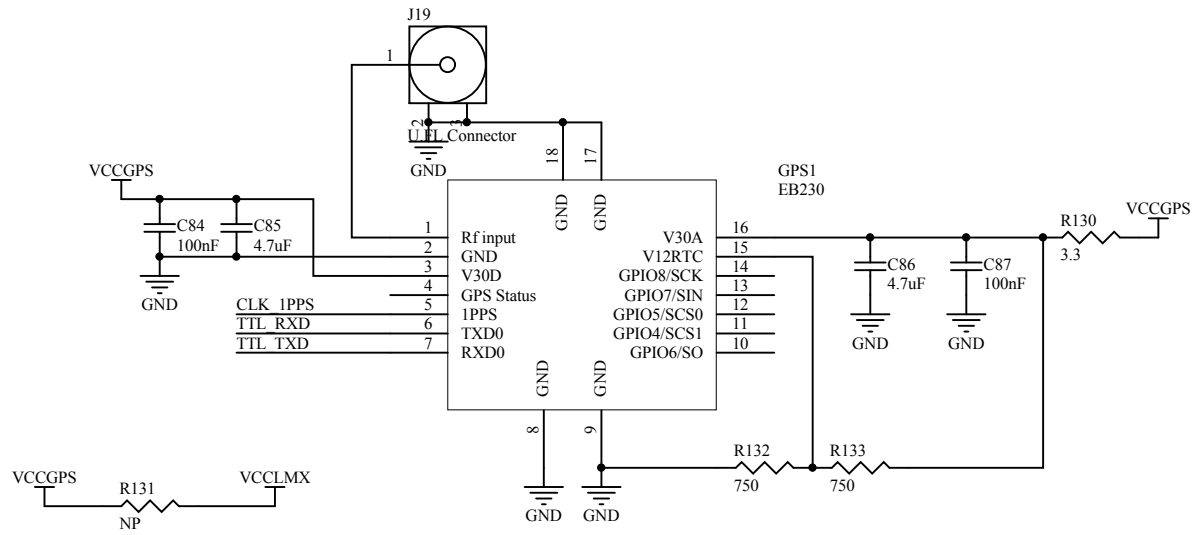 J19
1
2
3
U.FL Connector
GND
18
17
GND
GND
VCCGPS
C84
100nF
C85
4.7uF
GND
GPS1
EB230
1
Rf input
2
GND
3
V30D
4
GPS Status
CLK_1PPS
5
1PPS
TTL_RXD
6
TXD0
TTL_TXD
7
RXD0
V30A
16
V12RTC
15
GPIO8/SCK
14
GPIO7/SIN
13
GPIO5/SCS0
12
GPIO4/SCS1
11
GPIO6/SO
10
R130
3.3
VCCGPS
C86
4.7uF
GND
C87
100nF
GND
GND
GND
8
9
GND
GND
R132
750
R133
750
VCCGPS
R131
NP
VCCLMX